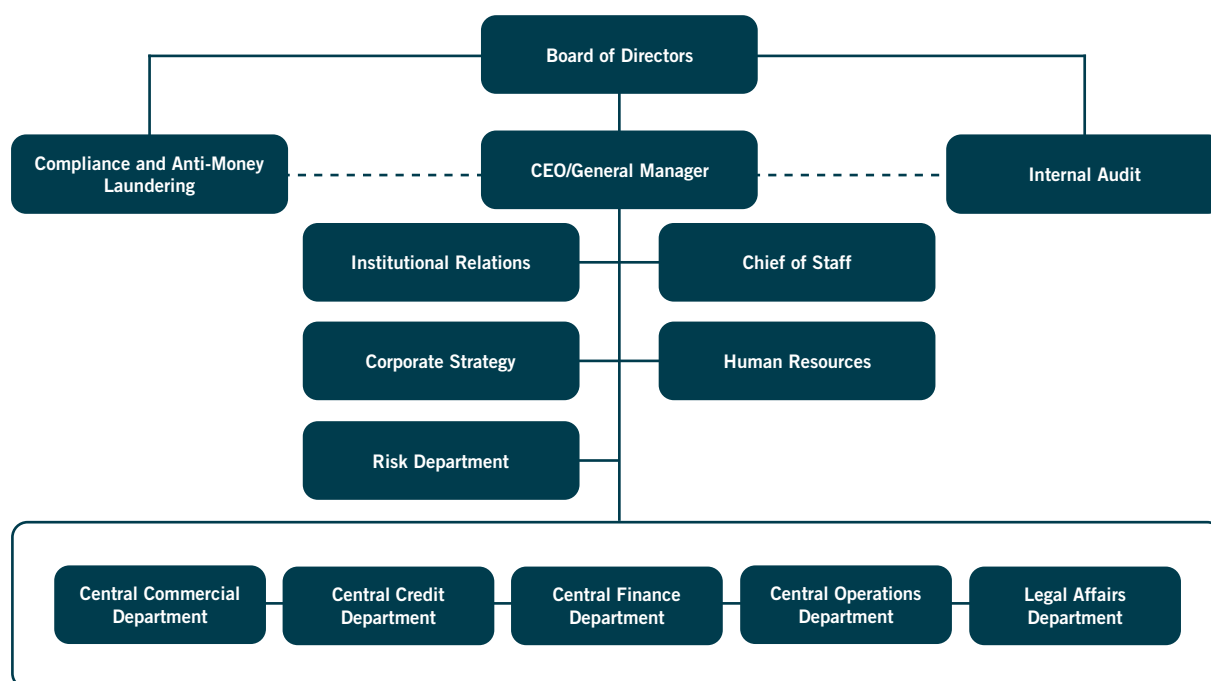 Board of Directors
Compliance and Anti-Money
Laundering
CEO/General Manager
Internal Audit
Institutional Relations
Chief of Staff
Corporate Strategy
Human Resources
Risk Department
Central Commercial
Department
Central Credit
Department
Central Finance
Department
Central Operations
Department
Legal Affairs
Department